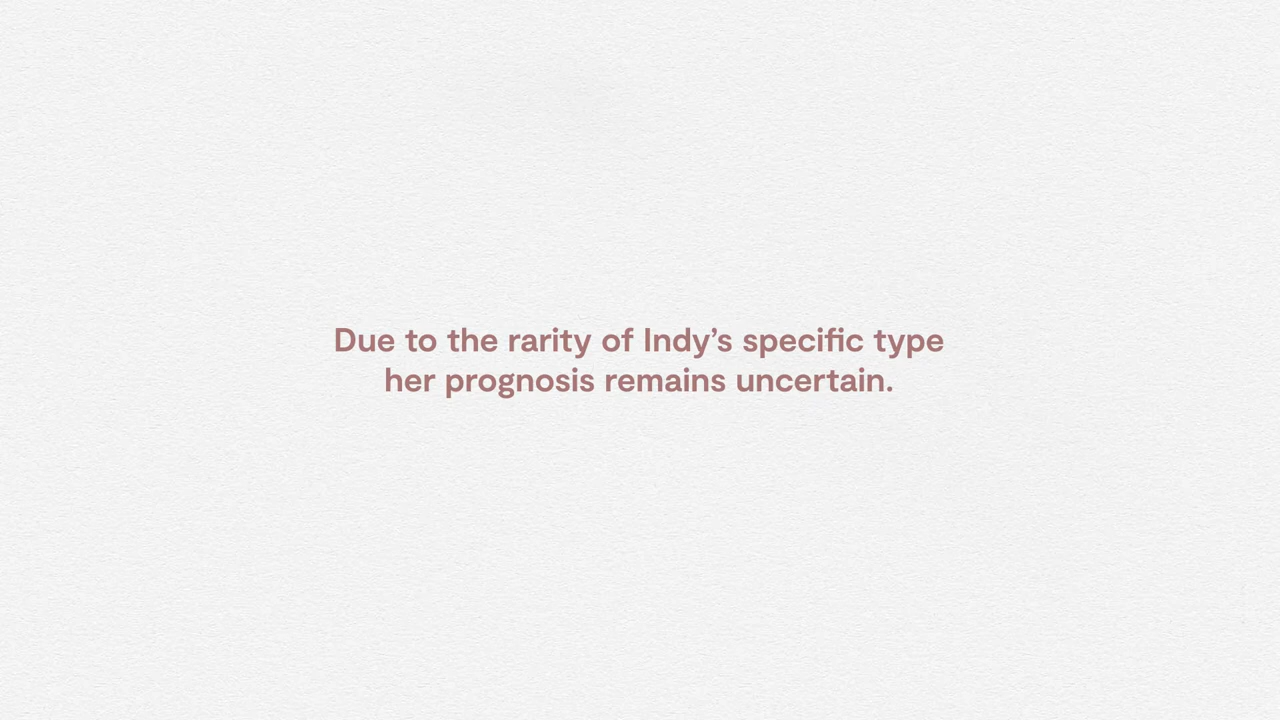 Due to the rarity of Indy’s specific type
her prognosis remains uncertain.